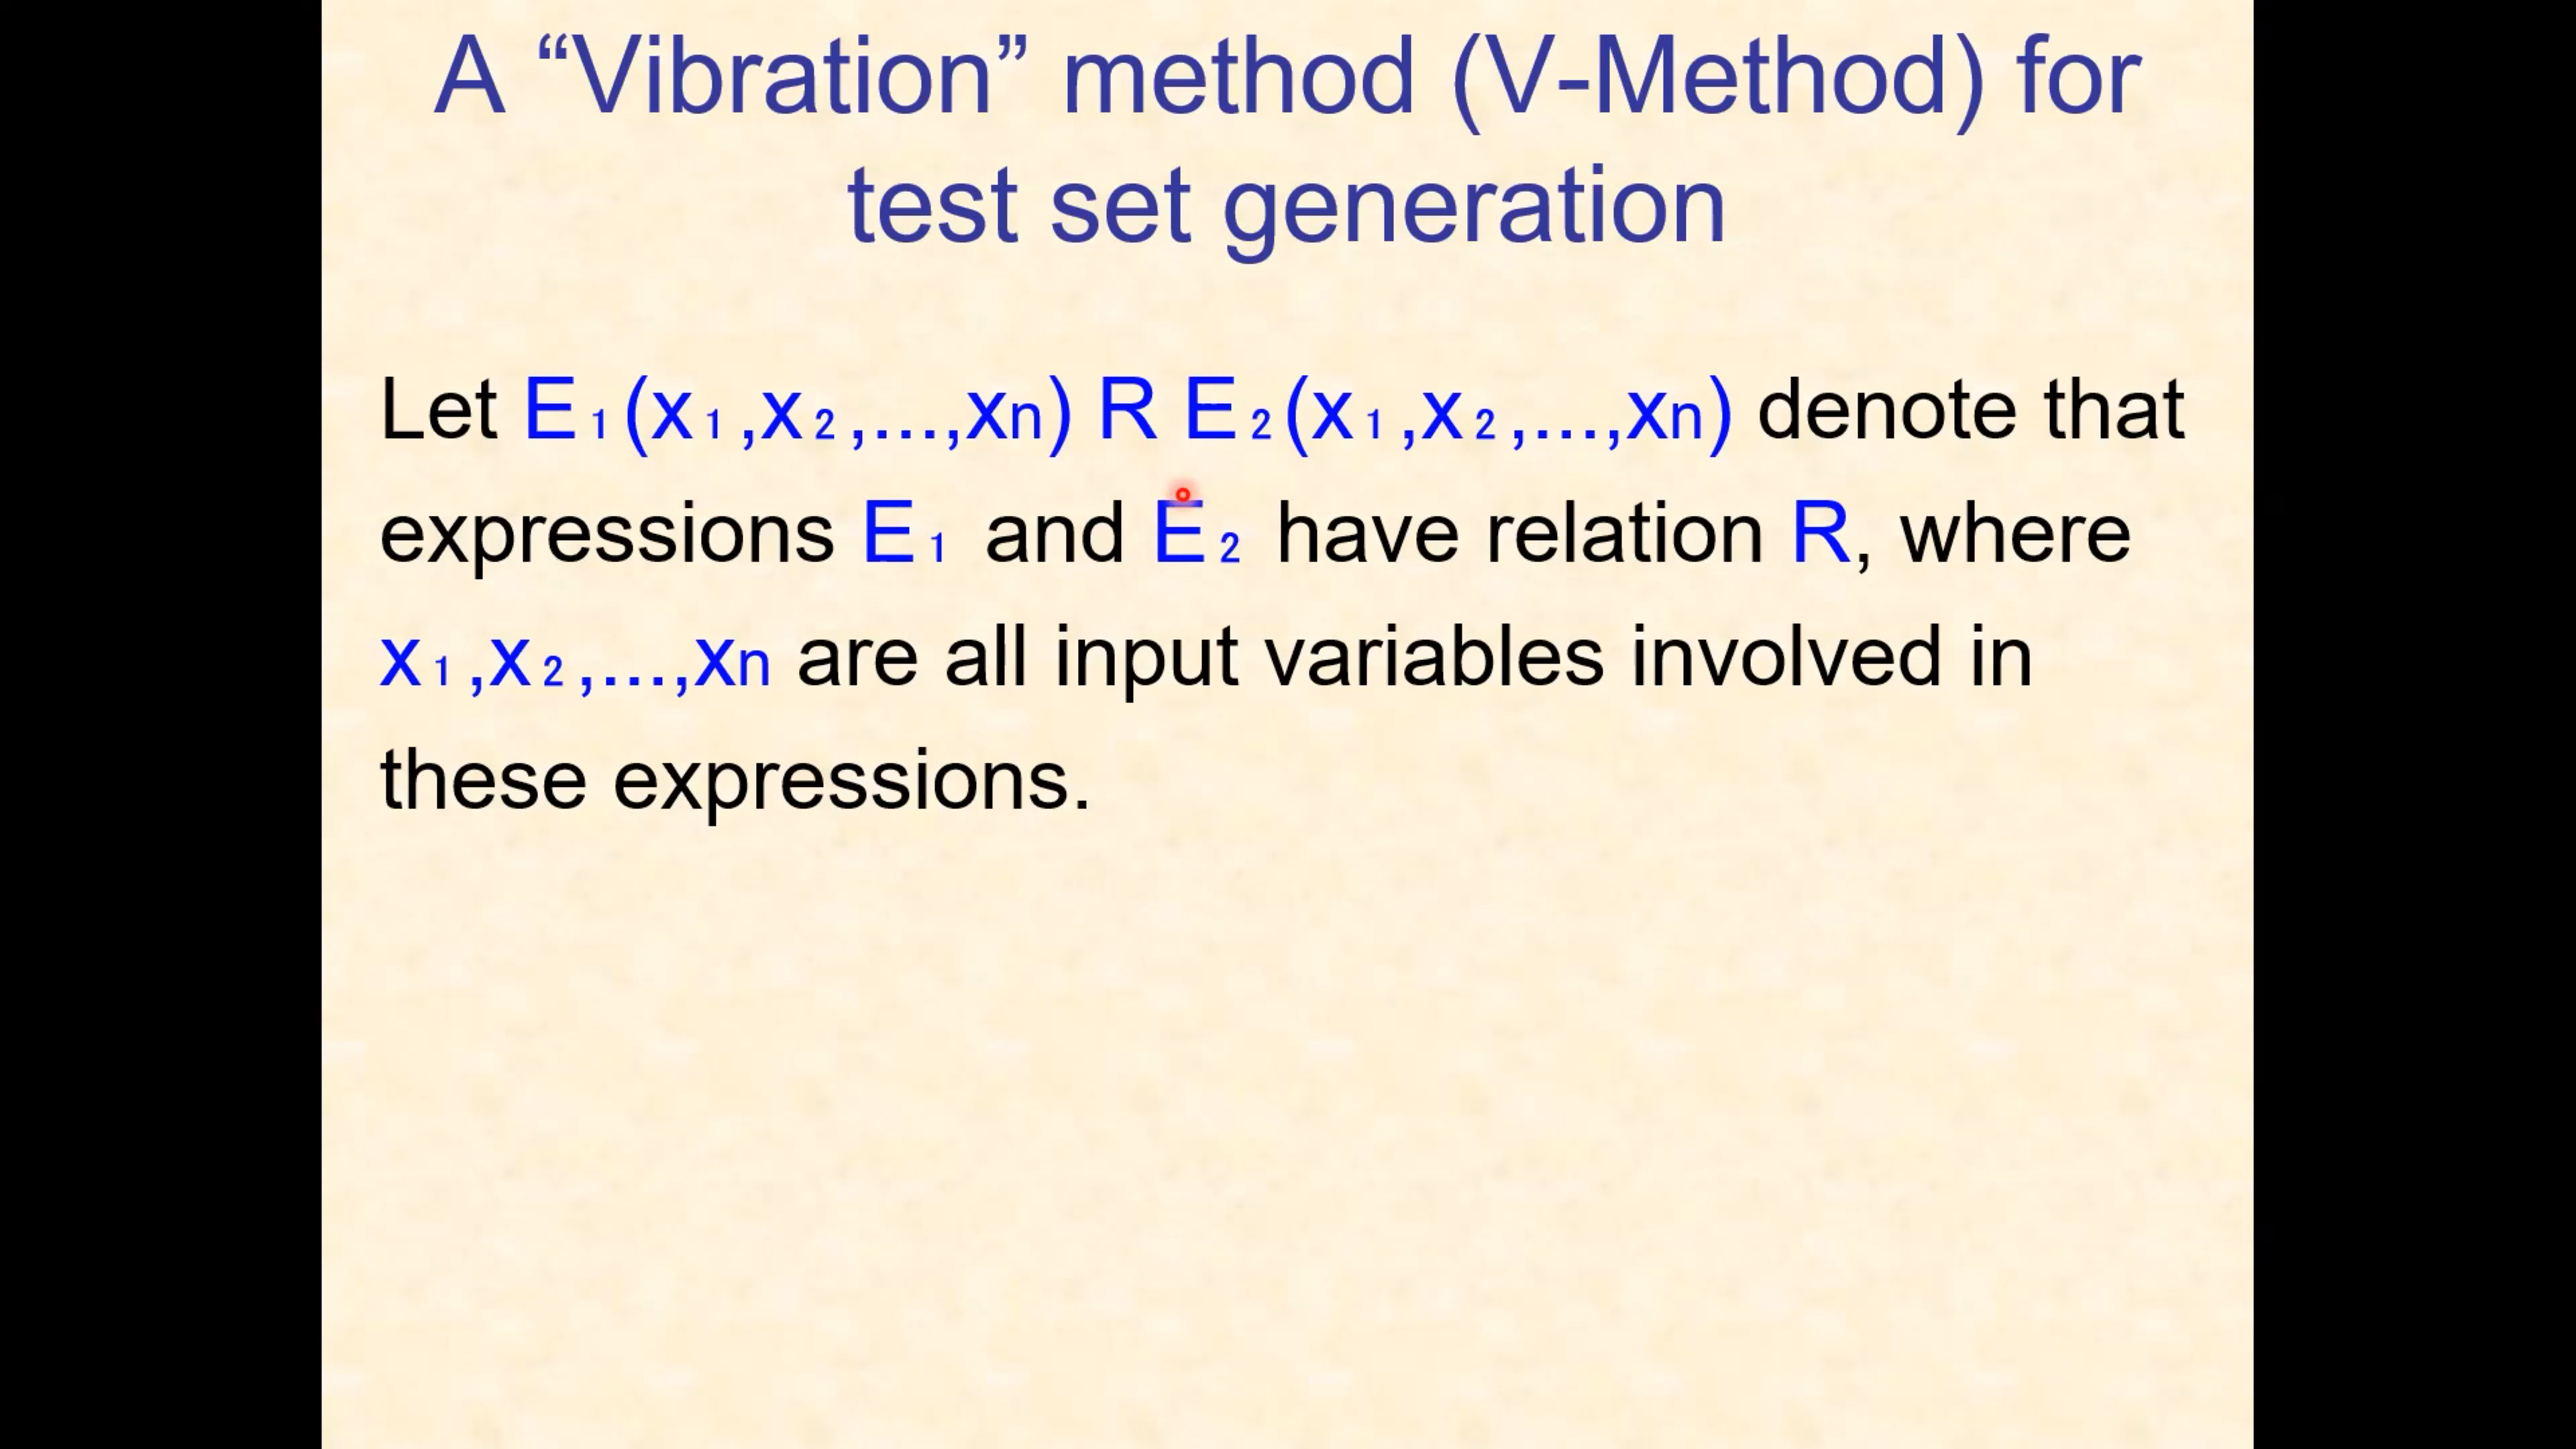 A “Vibration” method (V-Method) for
test set generation
Let E₁(x₁,x₂,...,xn) R E₂(x₁,x₂,...,xn) denote that
expressions E₁ and E₂ have relation R, where
x₁,x₂,...,xn are all input variables involved in
these expressions.